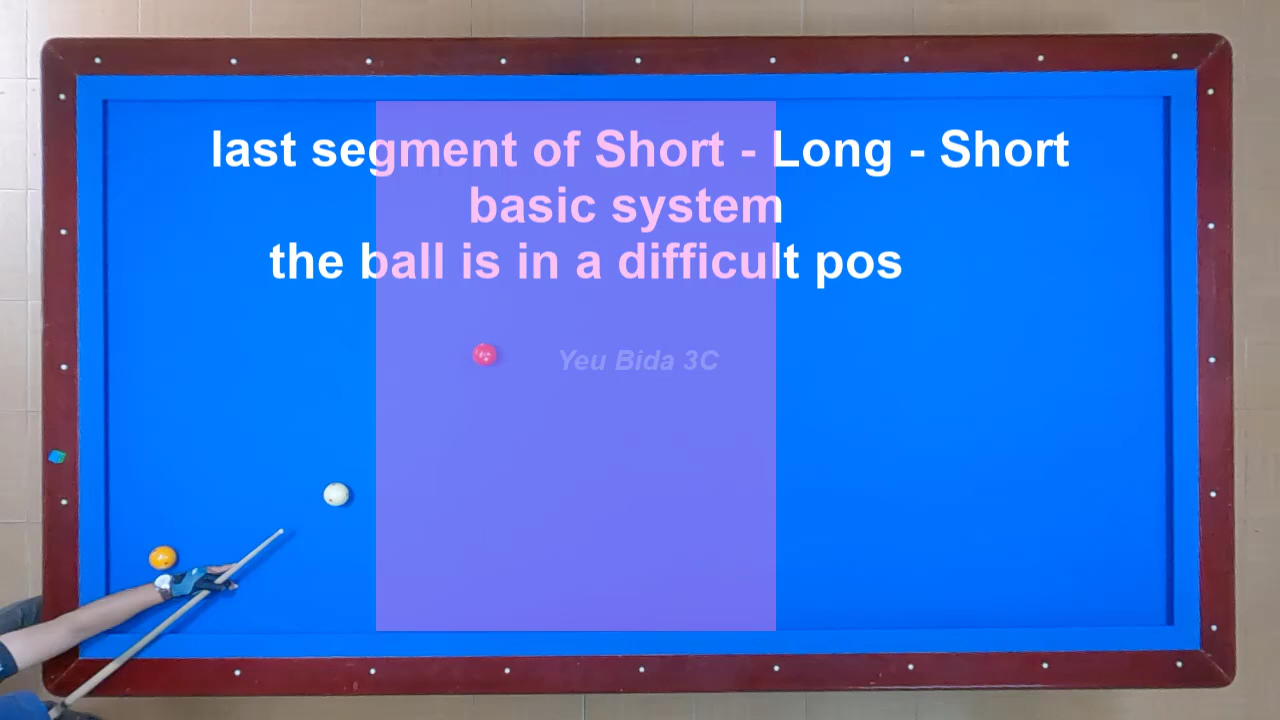 last segment of Short - Long - Short
basic system
the ball is in a difficult pos
Yeu Bida 3C